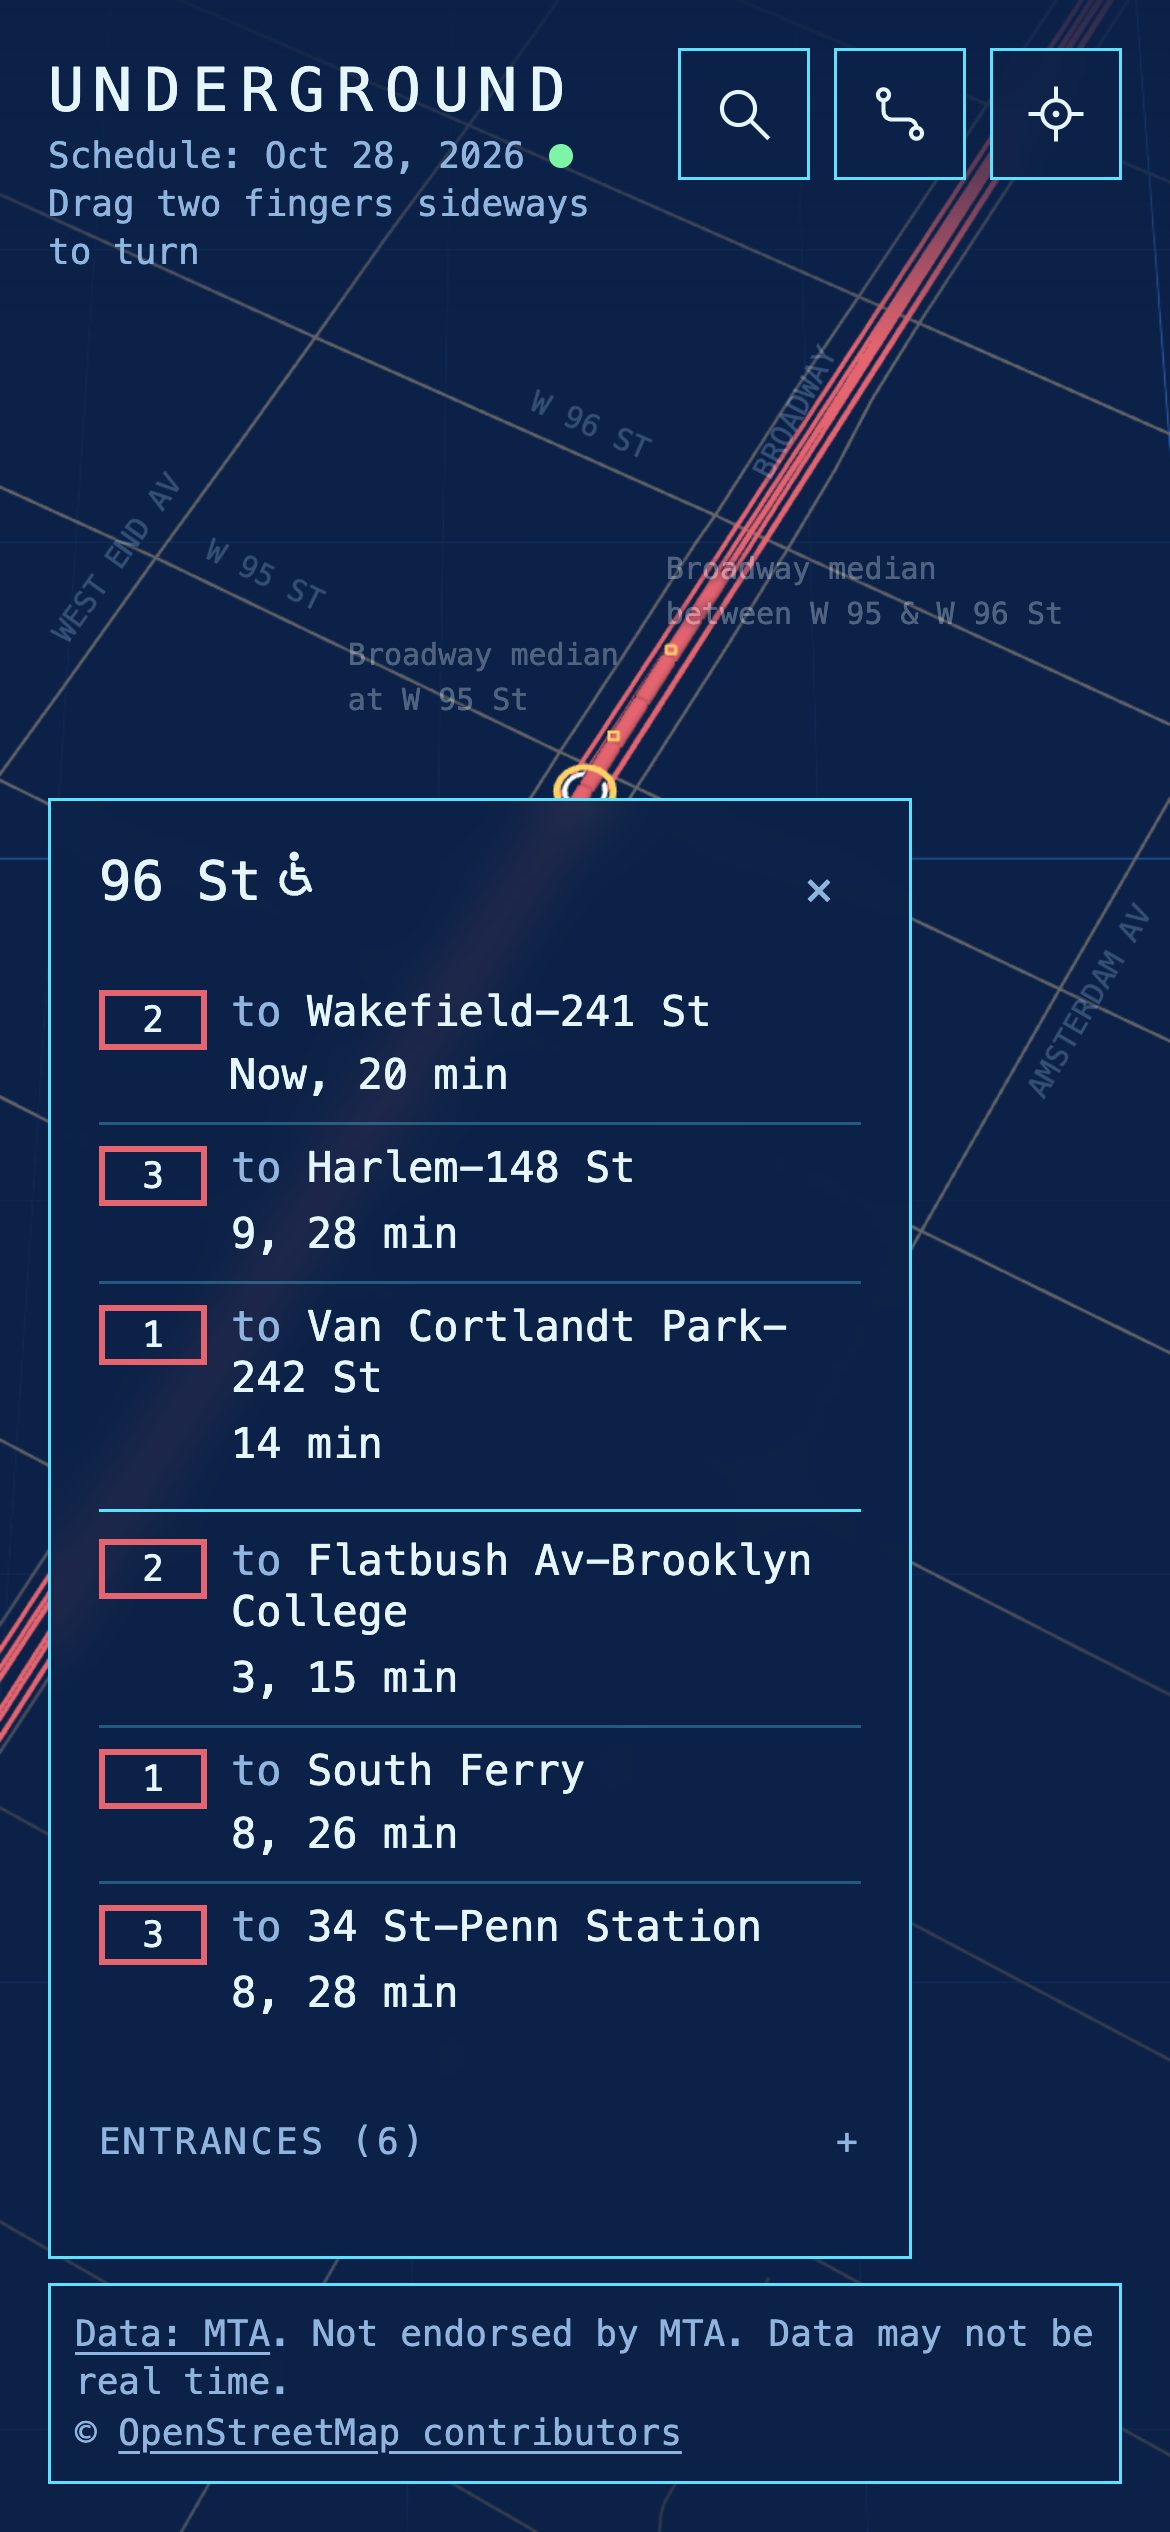 UNDERGROUND
Schedule: Oct 28, 2026
Drag two fingers sideways
to turn
W 96 ST
BROADWAY
WEST END AV
W 95 ST
Broadway median
between W 95 & W 96 St
Broadway median
at W 95 St
AMSTERDAM AV
96 St
×
2 to Wakefield–241 St
Now, 20 min
3 to Harlem–148 St
9, 28 min
1 to Van Cortlandt Park–
242 St
14 min
2 to Flatbush Av–Brooklyn
College
3, 15 min
1 to South Ferry
8, 26 min
3 to 34 St–Penn Station
8, 28 min
ENTRANCES (6) +
Data: MTA. Not endorsed by MTA. Data may not be
real time.
© OpenStreetMap contributors